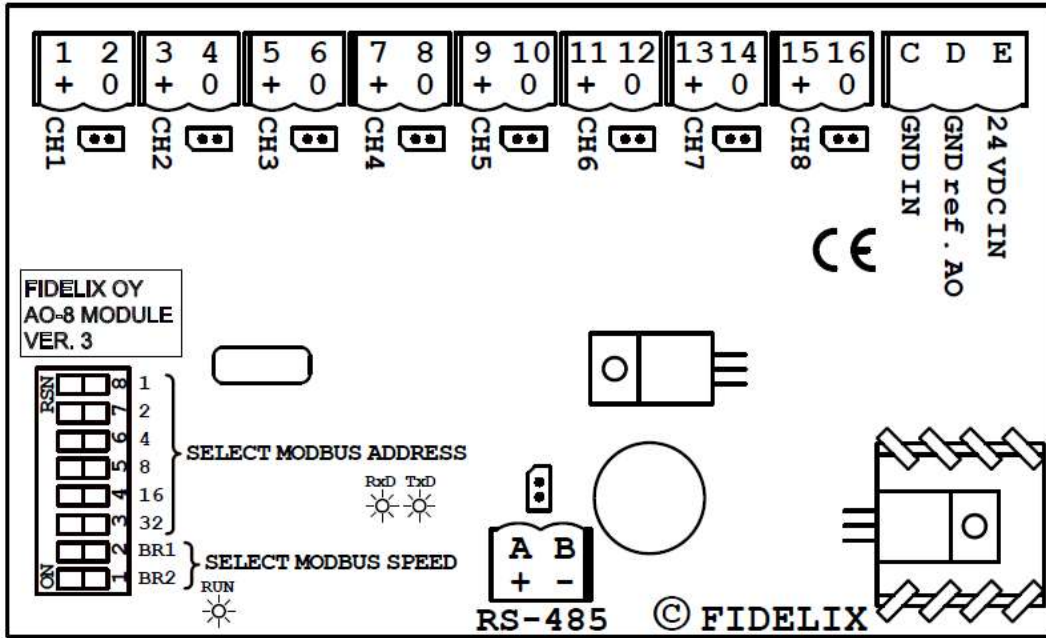 1 2 3 4 5 6 7 8 9 10 11 12 13 14 15 16 C D E
+ 0 + 0 + 0 + 0 + 0 + 0 + 0 + 0
CH1 CH2 CH3 CH4 CH5 CH6 CH7 CH8 GND IN GND ref. AO 24 VDC IN
CE
FIDELIX OY
AO-8 MODULE
VER. 3
RSN 8 1
7 2
6 4
5 8
4 16
3 32
SELECT MODBUS ADDRESS
RxD TxD
2 BR1
ON 1 BR2
SELECT MODBUS SPEED
RUN
A B
+ -
RS-485
© FIDELIX